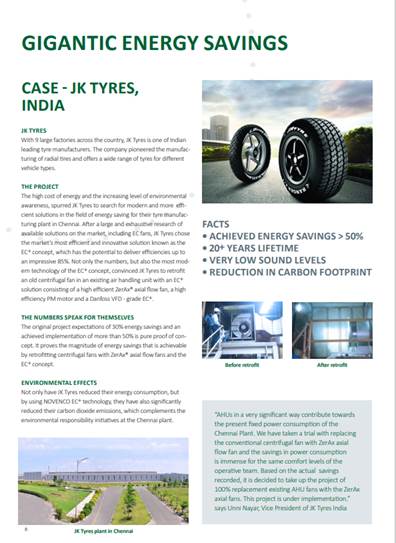 GIGANTIC ENERGY SAVINGS
CASE - JK TYRES,
INDIA
JK TYRES
With 9 large factories across the country, JK Tyres is one of Indian
leading tyre manufacturers. The company pioneered the manufac-
turing of radial tires and offers a wide range of tyres for different
vehicle types.
THE PROJECT
The high cost of energy and the increasing level of environmental
awareness, spurred JK Tyres to search for modern and more effi-
cient solutions in the field of energy saving for their tyre manufac-
turing plant in Chennai. After a large and exhaustive research of
available solutions on the market, including EC fans, JK Tyres chose
the market's most efficient and innovative solution known as the
EC⁺ concept, which has the potential to deliver efficiencies up to
an impressive 85%. Not only the numbers, but also the most mod-
ern technology of the EC⁺ concept, convinced JK Tyres to retrofit
an old centrifugal fan in an existing air handling unit with an EC⁺
solution consisting of a high efficient ZerAx® axial flow fan, a high
efficiency PM motor and a Danfoss VFD - grade EC⁺.
THE NUMBERS SPEAK FOR THEMSELVES
The original project expectations of 30% energy savings and an
achieved implementation of more than 50% is pure proof of con-
cept. It proves the magnitude of energy savings that is achievable
by retrofitting centrifugal fans with ZerAx® axial flow fans and the
EC⁺ concept.
ENVIRONMENTAL EFFECTS
Not only have JK Tyres reduced their energy consumption, but
by using NOVENCO EC⁺ technology, they have also significantly
reduced their carbon dioxide emissions, which complements the
environmental responsibility initiatives at the Chennai plant.
JK Tyres plant in Chennai
8
FACTS
• ACHIEVED ENERGY SAVINGS > 50%
• 20+ YEARS LIFETIME
• VERY LOW SOUND LEVELS
• REDUCTION IN CARBON FOOTPRINT
Before retrofit
After retrofit
"AHUs in a very significant way contribute towards
the present fixed power consumption of the
Chennai Plant. We have taken a trial with replacing
the conventional centrifugal fan with ZerAx axial
flow fan and the savings in power consumption
is immense for the same comfort levels of the
operative team. Based on the actual savings
recorded, it is decided to take up the project of
100% replacement existing AHU fans with the ZerAx
axial fans. This project is under implementation."
says Unni Nayar, Vice President of JK Tyres India